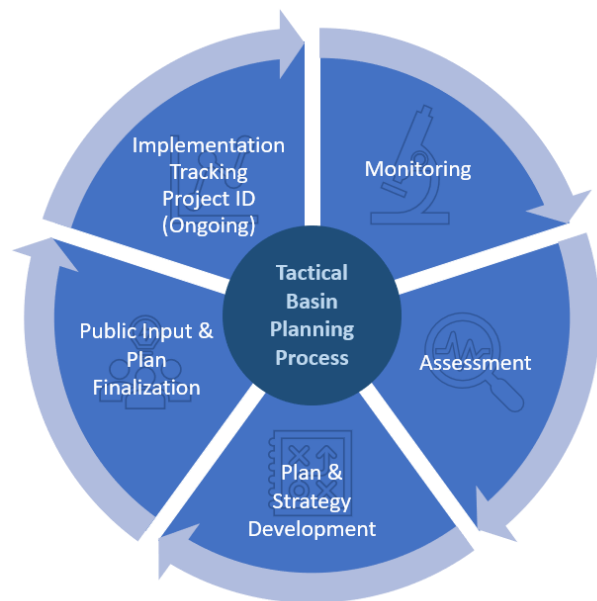 Tactical
Basin
Planning
Process
Monitoring
Assessment
Plan &
Strategy
Development
Public Input &
Plan
Finalization
Implementation
Tracking
Project ID
(Ongoing)